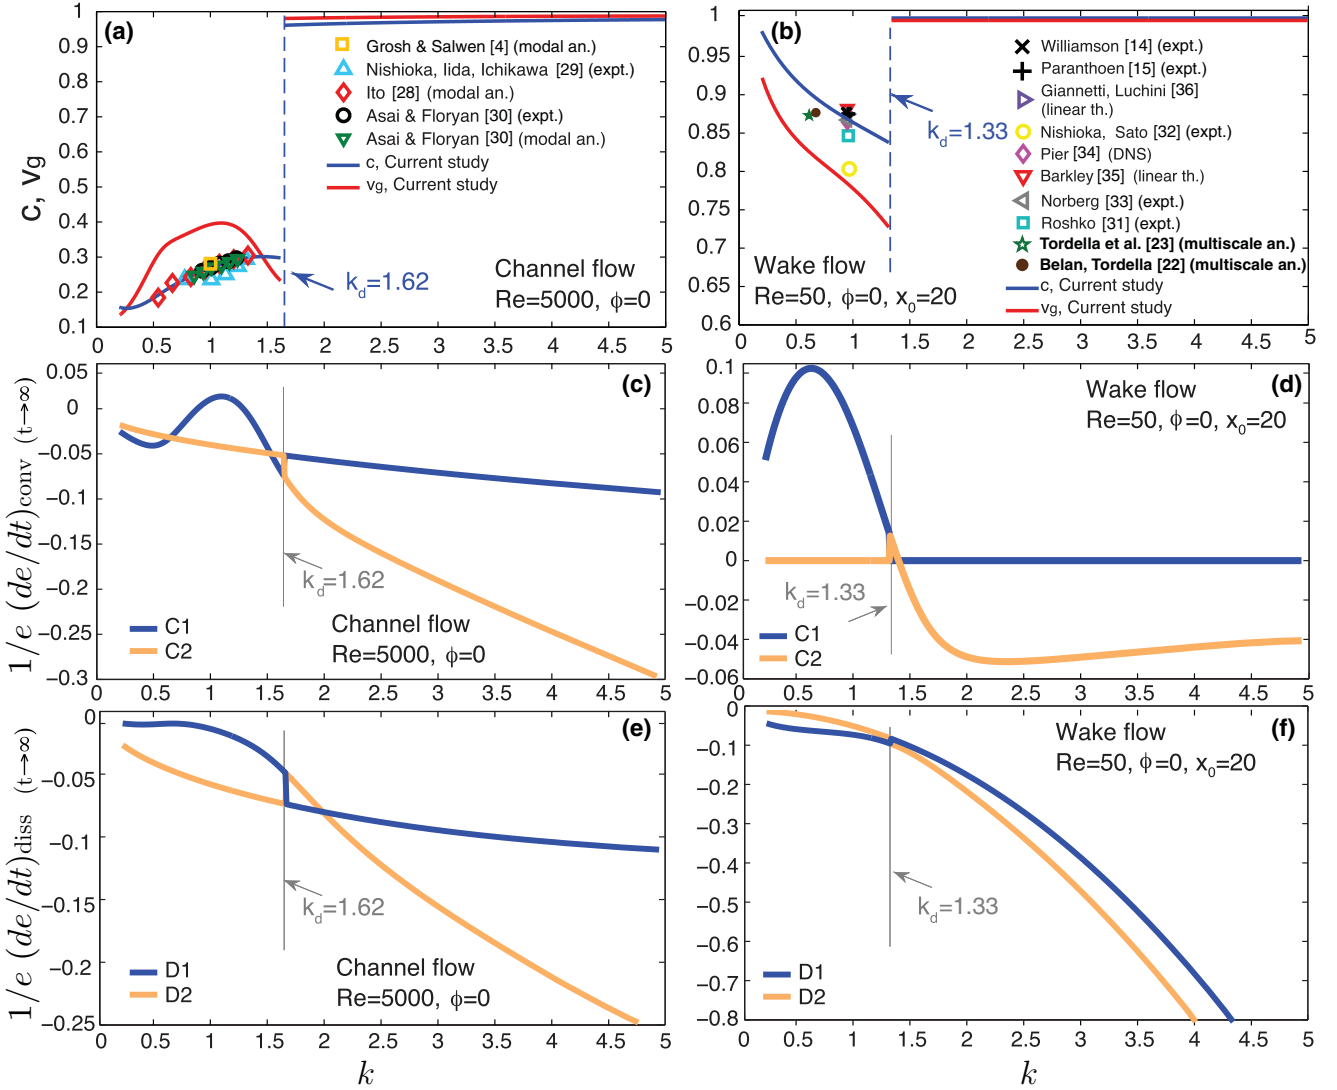 (a)
C, Vg
1
0.9
0.8
0.7
0.6
0.5
0.4
0.3
0.2
0.1
Grosh & Salwen [4] (modal an.)
Nishioka, Iida, Ichikawa [29] (expt.)
Ito [28] (modal an.)
Asai & Floryan [30] (expt.)
Asai & Floryan [30] (modal an.)
c, Current study
vg, Current study
Channel flow
Re=5000, ϕ=0
kd=1.62
0 0.5 1 1.5 2 2.5 3 3.5 4 4.5 5
(b)
0.95
0.9
0.85
0.8
0.75
0.7
0.65
0.6
Williamson [14] (expt.)
Paranthoen [15] (expt.)
Giannetti, Luchini [36]
(linear th.)
Nishioka, Sato [32] (expt.)
Pier [34] (DNS)
Barkley [35] (linear th.)
Norberg [33] (expt.)
Roshko [31] (expt.)
Tordella et al. [23] (multiscale an.)
Belan, Tordella [22] (multiscale an.)
c, Current study
vg, Current study
kd=1.33
Wake flow
Re=50, ϕ=0, x0=20
0 0.5 1 1.5 2 2.5 3 3.5 4 4.5 5
(c)
1/e (de/dt)conv (t→∞)
0.05
0
−0.05
−0.1
−0.15
−0.2
−0.25
−0.3
kd=1.62
C1
C2
Channel flow
Re=5000, ϕ=0
0 0.5 1 1.5 2 2.5 3 3.5 4 4.5 5
(d)
0.1
0.08
0.06
0.04
0.02
0
−0.02
−0.04
−0.06
Wake flow
Re=50, ϕ=0, x0=20
kd=1.33
C1
C2
0 0.5 1 1.5 2 2.5 3 3.5 4 4.5 5
(e)
1/e (de/dt)diss (t→∞)
0
−0.05
−0.1
−0.15
−0.2
−0.25
kd=1.62
D1
D2
Channel flow
Re=5000, ϕ=0
0 0.5 1 1.5 2 2.5 3 3.5 4 4.5 5
k
(f)
0
−0.1
−0.2
−0.3
−0.4
−0.5
−0.6
−0.7
−0.8
Wake flow
Re=50, ϕ=0, x0=20
kd=1.33
D1
D2
0 0.5 1 1.5 2 2.5 3 3.5 4 4.5 5
k